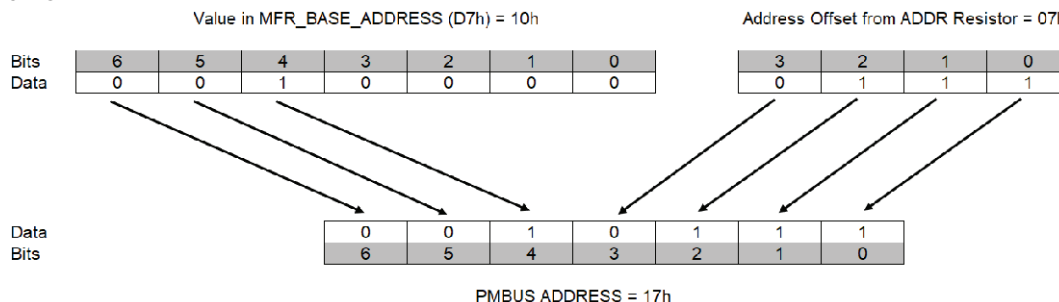 Value in MFR_BASE_ADDRESS (D7h) = 10h Address Offset from ADDR Resistor = 07h
Bits 6 5 4 3 2 1 0 3 2 1 0
Data 0 0 1 0 0 0 0 0 1 1 1
Data 0 0 1 0 1 1 1
Bits 6 5 4 3 2 1 0
PMBUS ADDRESS = 17h